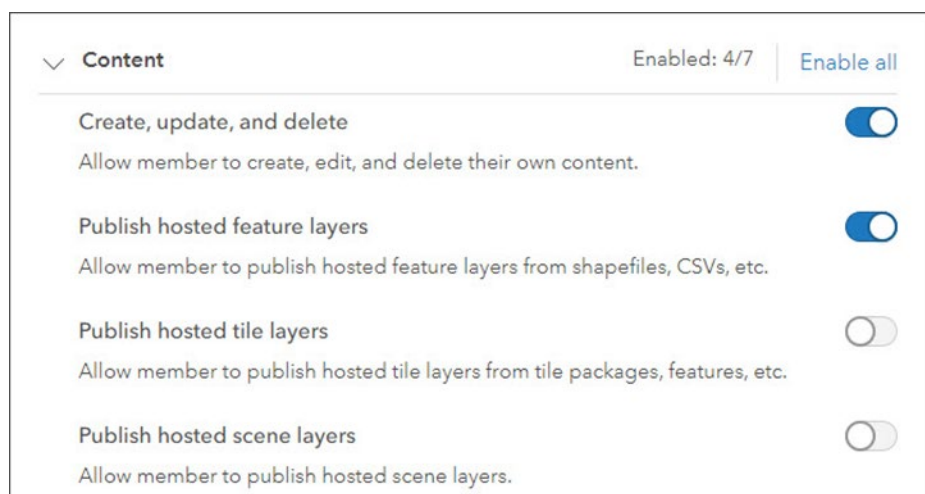 Content Enabled: 4/7 Enable all
Create, update, and delete
Allow member to create, edit, and delete their own content.
Publish hosted feature layers
Allow member to publish hosted feature layers from shapefiles, CSVs, etc.
Publish hosted tile layers
Allow member to publish hosted tile layers from tile packages, features, etc.
Publish hosted scene layers
Allow member to publish hosted scene layers.